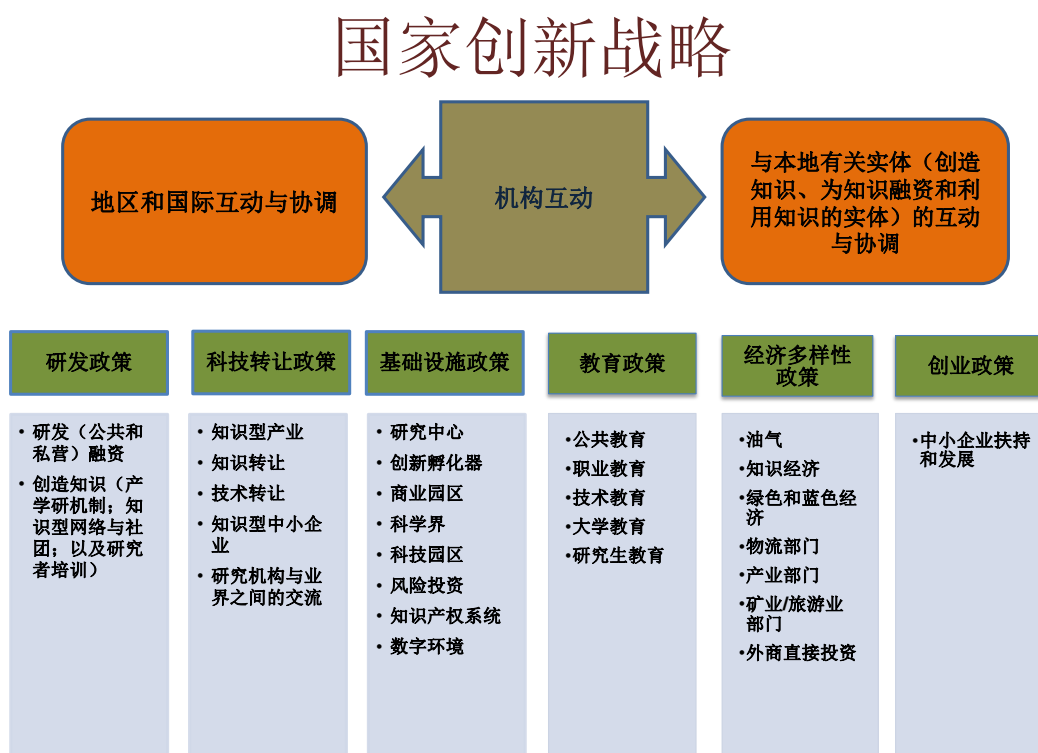 国家创新战略
地区和国际互动与协调
机构互动
与本地有关实体（创造
知识、为知识融资和利
用知识的实体）的互动
与协调
研发政策
• 研发（公共和
私营）融资
• 创造知识（产
学研机制；知
识型网络与社
团；以及研究
者培训）
科技转让政策
• 知识型产业
• 知识转让
• 技术转让
• 知识型中小企
业
• 研究机构与业
界之间的交流
基础设施政策
• 研究中心
• 创新孵化器
• 商业园区
• 科学界
• 科技园区
• 风险投资
• 知识产权系统
• 数字环境
教育政策
•公共教育
•职业教育
•技术教育
•大学教育
•研究生教育
经济多样性
政策
•油气
•知识经济
•绿色和蓝色经
济
•物流部门
•产业部门
•矿业/旅游业
部门
•外商直接投资
创业政策
•中小企业扶持
和发展